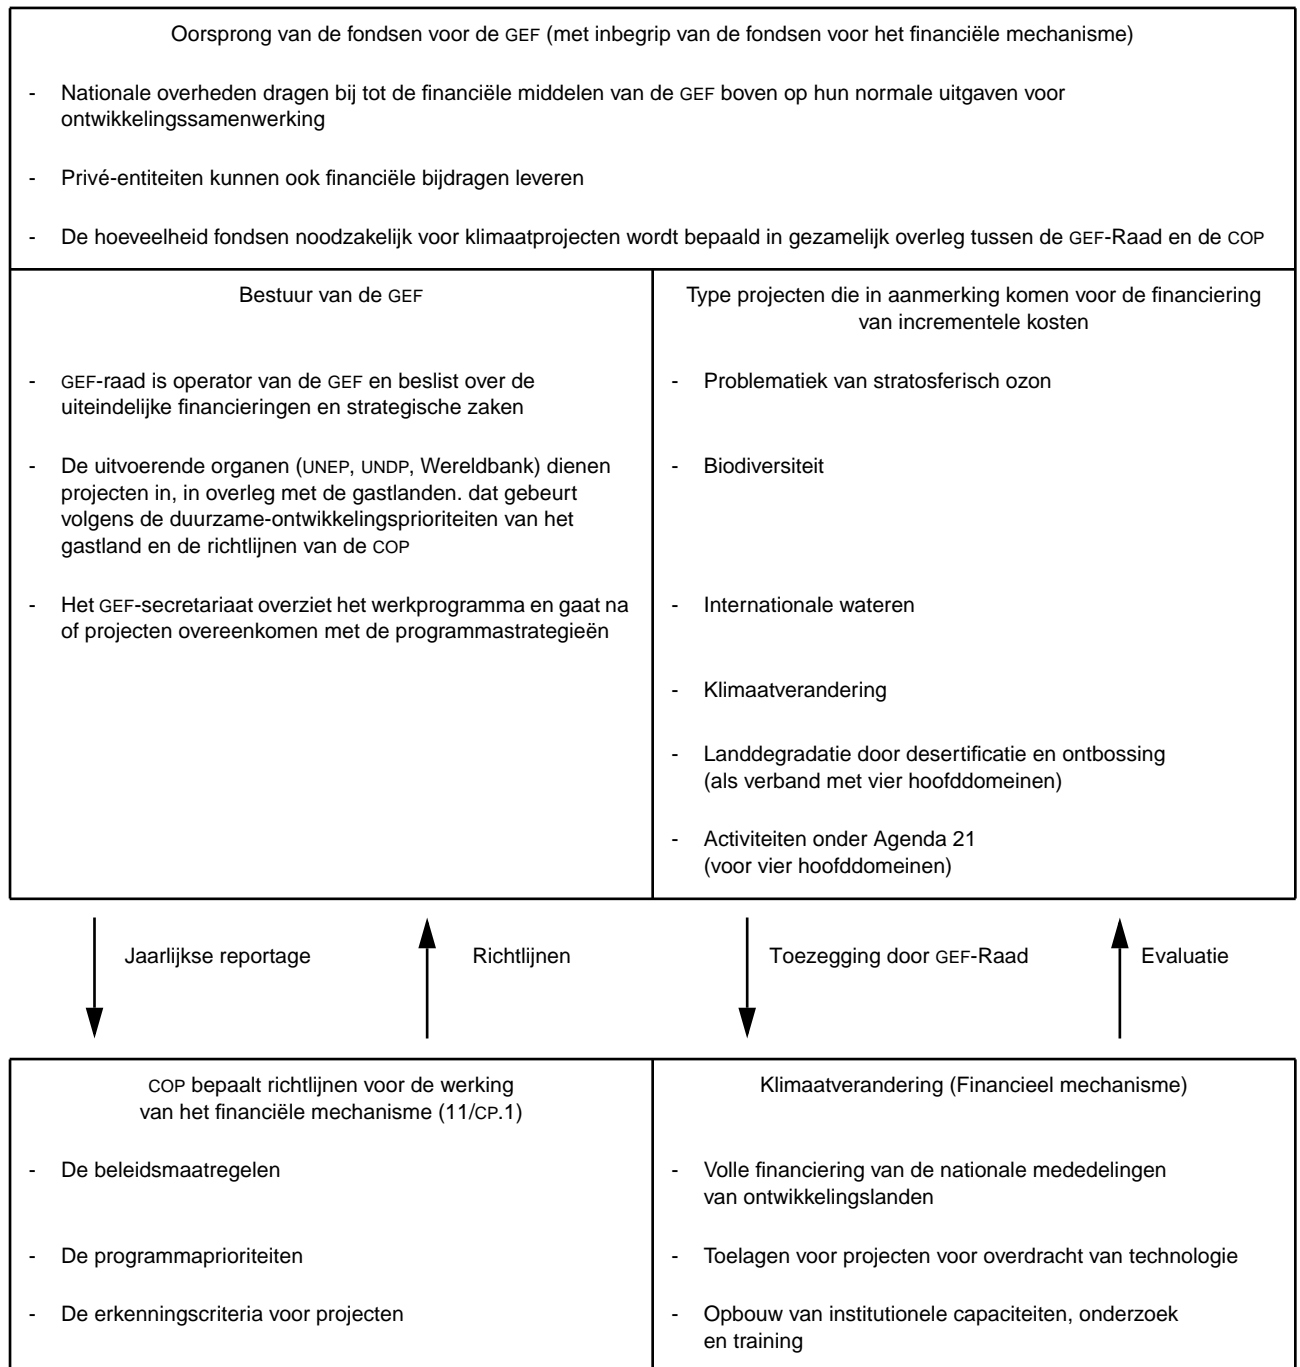 Oorsprong van de fondsen voor de GEF (met inbegrip van de fondsen voor het financiële mechanisme)
- Nationale overheden dragen bij tot de financiële middelen van de GEF boven op hun normale uitgaven voor
ontwikkelingssamenwerking
- Privé-entiteiten kunnen ook financiële bijdragen leveren
- De hoeveelheid fondsen noodzakelijk voor klimaatprojecten wordt bepaald in gezamelijk overleg tussen de GEF-Raad en de COP
Bestuur van de GEF
- GEF-raad is operator van de GEF en beslist over de
uiteindelijke financieringen en strategische zaken
- De uitvoerende organen (UNEP, UNDP, Wereldbank) dienen
projecten in, in overleg met de gastlanden. dat gebeurt
volgens de duurzame-ontwikkelingsprioriteiten van het
gastland en de richtlijnen van de COP
- Het GEF-secretariaat overziet het werkprogramma en gaat na
of projecten overeenkomen met de programmastrategieën
Type projecten die in aanmerking komen voor de financiering
van incrementele kosten
- Problematiek van stratosferisch ozon
- Biodiversiteit
- Internationale wateren
- Klimaatverandering
- Landdegradatie door desertificatie en ontbossing
(als verband met vier hoofddomeinen)
- Activiteiten onder Agenda 21
(voor vier hoofddomeinen)
Jaarlijkse reportage
Richtlijnen
Toezegging door GEF-Raad
Evaluatie
COP bepaalt richtlijnen voor de werking
van het financiële mechanisme (11/CP.1)
- De beleidsmaatregelen
- De programmaprioriteiten
- De erkenningscriteria voor projecten
Klimaatverandering (Financieel mechanisme)
- Volle financiering van de nationale mededelingen
van ontwikkelingslanden
- Toelagen voor projecten voor overdracht van technologie
- Opbouw van institutionele capaciteiten, onderzoek
en training